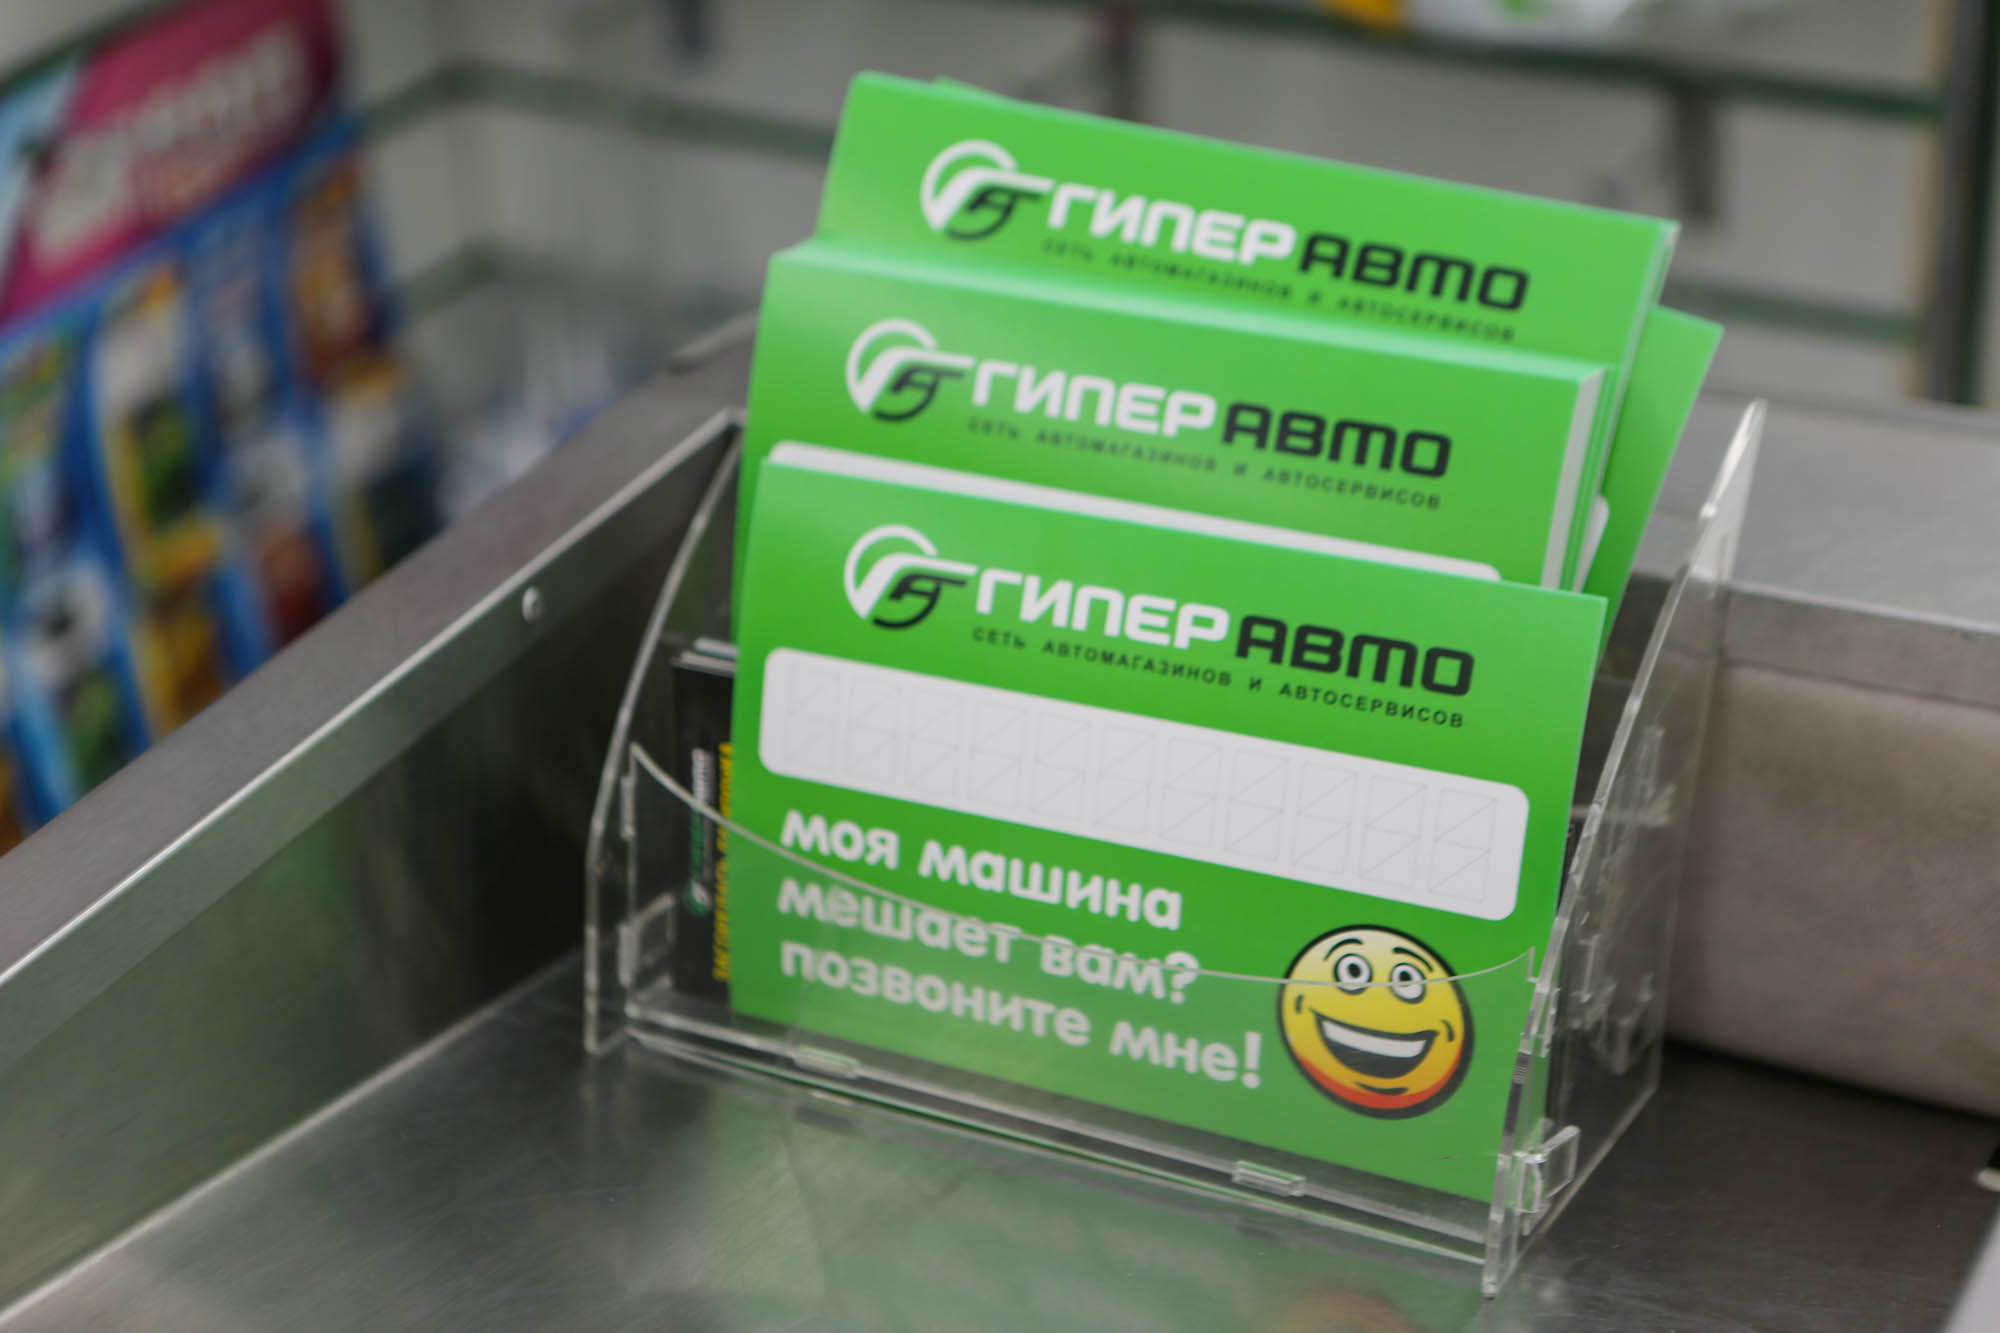 ГИПЕР АВТО
СЕТЬ АВТОМАГАЗИНОВ И АВТОСЕРВИСОВ
ГИПЕР АВТО
СЕТЬ АВТОМАГАЗИНОВ И АВТОСЕРВИСОВ
ГИПЕР АВТО
СЕТЬ АВТОМАГАЗИНОВ И АВТОСЕРВИСОВ
моя машина
мешает вам?
позвоните мне!